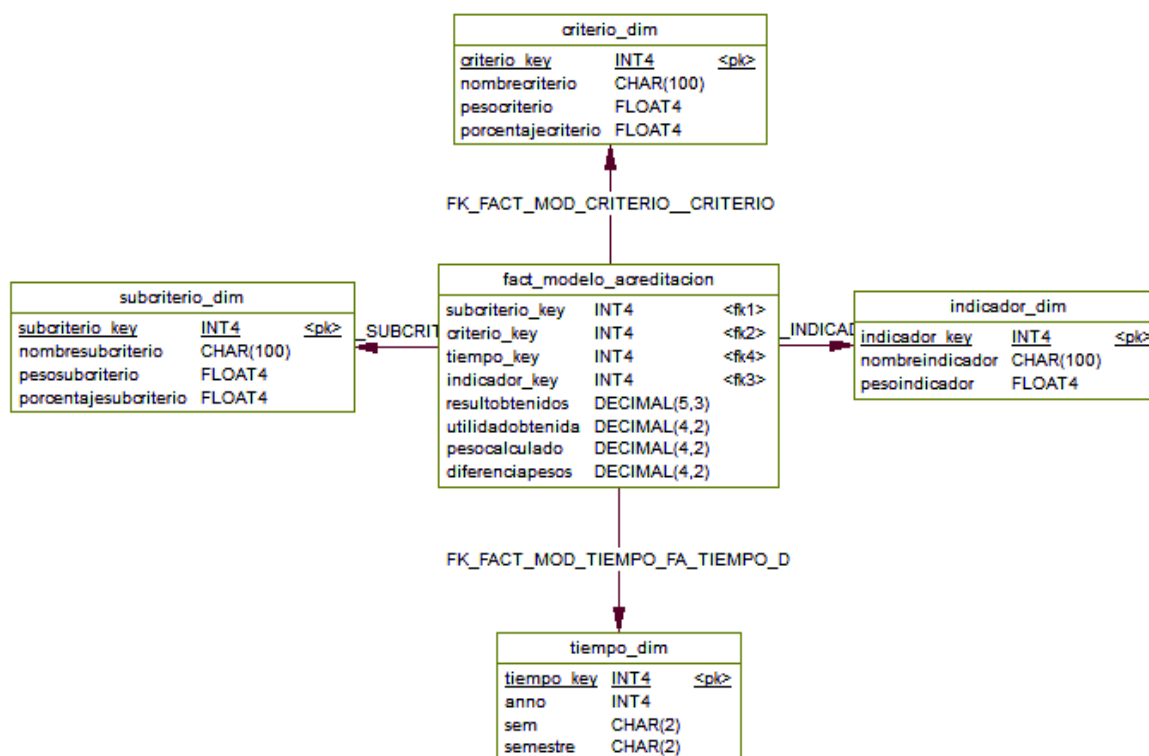 criterio_dim
criterio_key INT4 <pk>
nombrecriterio CHAR(100)
pesocriterio FLOAT4
porcentajecriterio FLOAT4
FK_FACT_MOD_CRITERIO__CRITERIO
fact_modelo_acreditacion
subcriterio_key INT4 <fk1>
criterio_key INT4 <fk2>
tiempo_key INT4 <fk4>
indicador_key INT4 <fk3>
resultobtenidos DECIMAL(5,3)
utilidadobtenida DECIMAL(4,2)
pesocalculado DECIMAL(4,2)
diferenciapesos DECIMAL(4,2)
subcriterio_dim
subcriterio_key INT4 <pk>
nombresubcriterio CHAR(100)
pesosubcriterio FLOAT4
porcentajesubcriterio FLOAT4
_SUBCRIT
_INDICAD
indicador_dim
indicador_key INT4 <pk>
nombreindicador CHAR(100)
pesoindicador FLOAT4
FK_FACT_MOD_TIEMPO_FA_TIEMPO_D
tiempo_dim
tiempo_key INT4 <pk>
anno INT4
sem CHAR(2)
semestre CHAR(2)